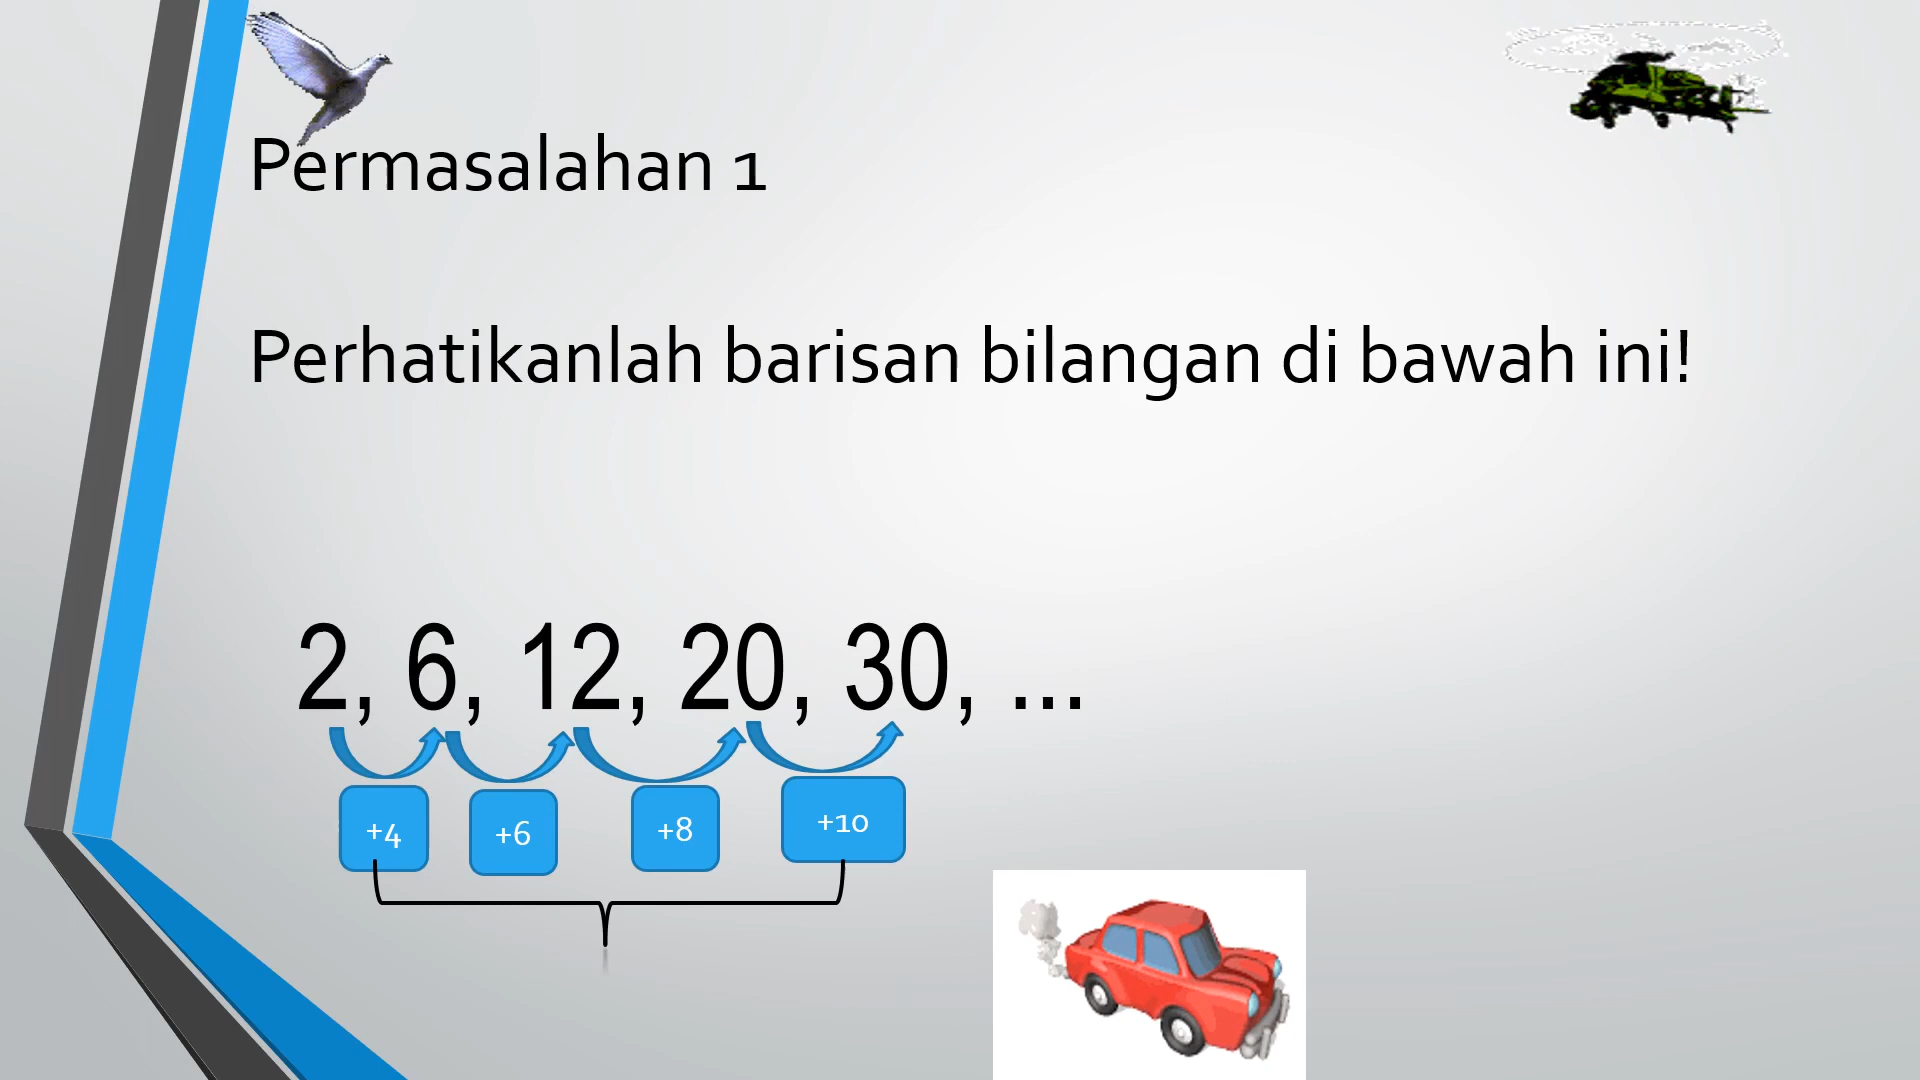 Permasalahan 1
Perhatikanlah barisan bilangan di bawah ini!
2, 6, 12, 20, 30, ...
+4 +6 +8 +10